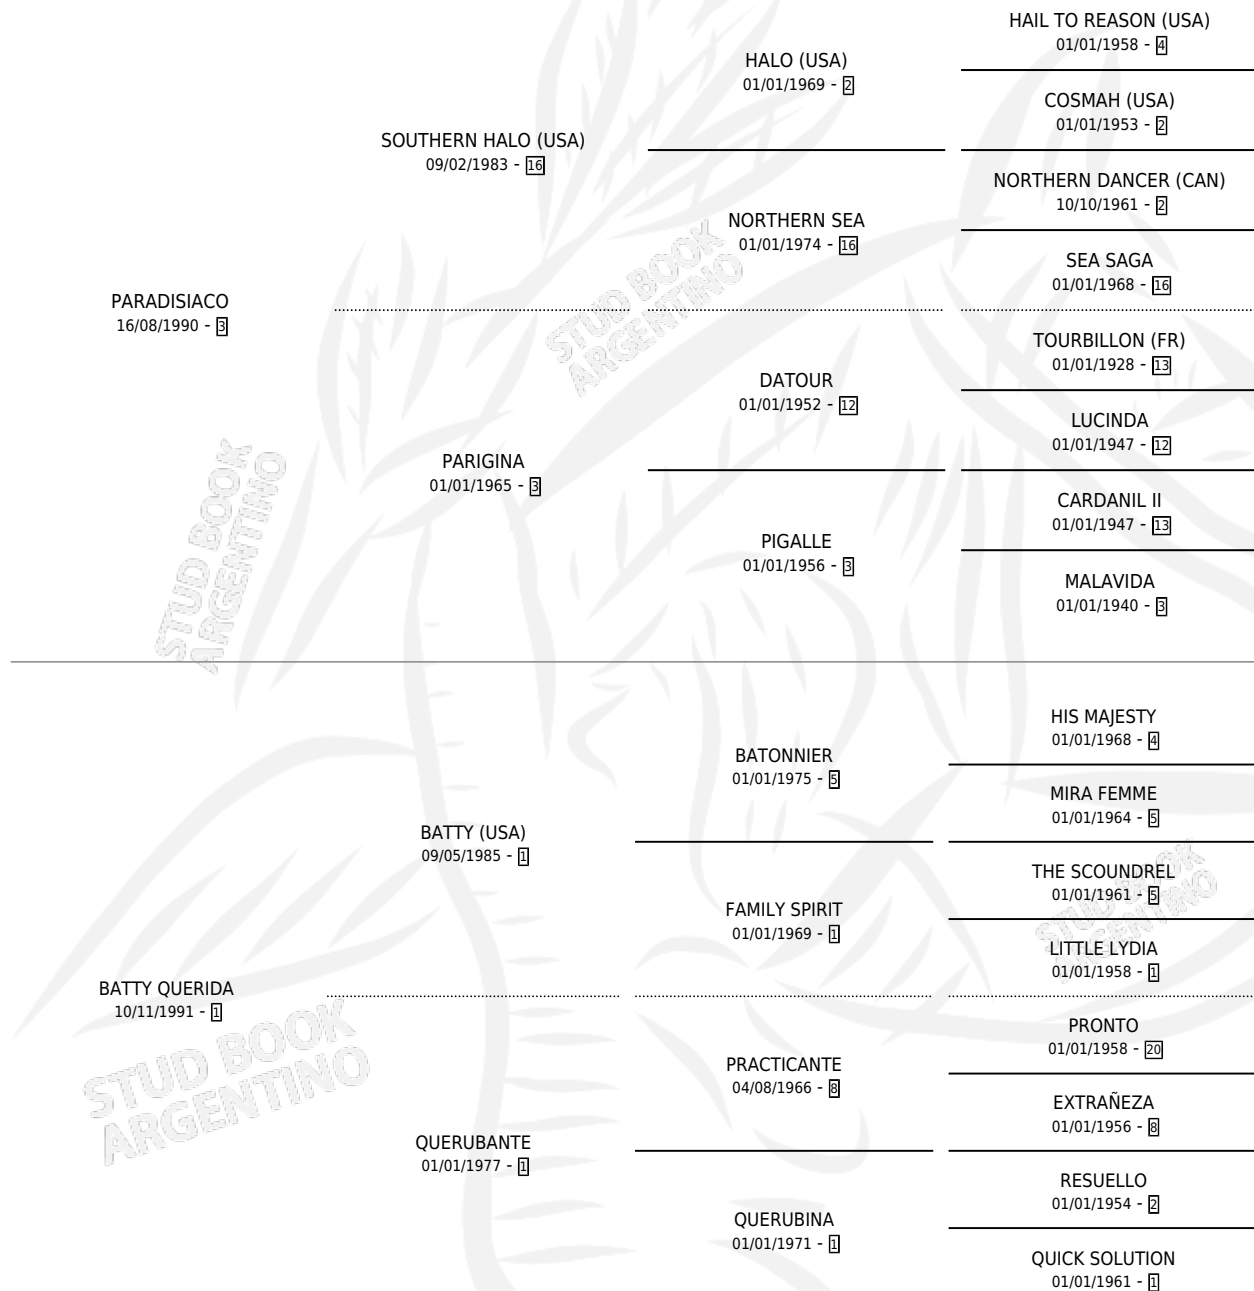 HAIL TO REASON (USA)
01/01/1958 - 4
HALO (USA)
01/01/1969 - 2
COSMAH (USA)
01/01/1953 - 2
SOUTHERN HALO (USA)
09/02/1983 - 16
NORTHERN DANCER (CAN)
10/10/1961 - 2
NORTHERN SEA
01/01/1974 - 16
SEA SAGA
01/01/1968 - 16
PARADISIACO
16/08/1990 - 3
TOURBILLON (FR)
01/01/1928 - 13
DATOUR
01/01/1952 - 12
LUCINDA
01/01/1947 - 12
PARIGINA
01/01/1965 - 3
CARDANIL II
01/01/1947 - 13
PIGALLE
01/01/1956 - 3
MALAVIDA
01/01/1940 - 3
HIS MAJESTY
01/01/1968 - 4
BATONNIER
01/01/1975 - 5
MIRA FEMME
01/01/1964 - 5
BATTY (USA)
09/05/1985 - 1
THE SCOUNDREL
01/01/1961 - 5
FAMILY SPIRIT
01/01/1969 - 1
LITTLE LYDIA
01/01/1958 - 1
BATTY QUERIDA
10/11/1991 - 1
PRONTO
01/01/1958 - 20
PRACTICANTE
04/08/1966 - 8
EXTRAÑEZA
01/01/1956 - 8
QUERUBANTE
01/01/1977 - 1
RESUELLO
01/01/1954 - 2
QUERUBINA
01/01/1971 - 1
QUICK SOLUTION
01/01/1961 - 1
STUD BOOK
ARGENTINO
STUD BOOK
ARGENTINO
STUD BOOK
ARGENTINO
STUD BOOK
ARGENTINO